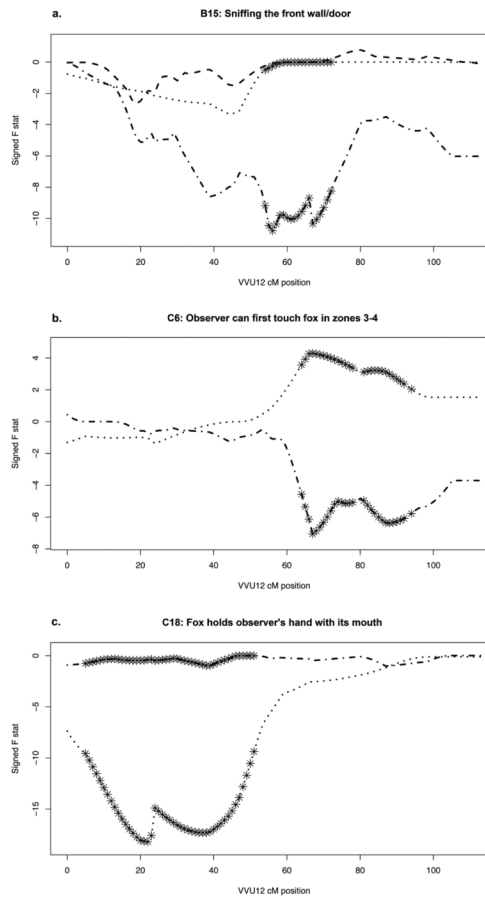 a.
B15: Sniffing the front wall/door
0
−2
−4
−6
−8
−10
Signed F stat
0 20 40 60 80 100
VVU12 cM position
b.
C6: Observer can first touch fox in zones 3-4
4
2
0
−2
−4
−6
−8
Signed F stat
0 20 40 60 80 100
VVU12 cM position
c.
C18: Fox holds observer's hand with its mouth
0
−5
−10
−15
Signed F stat
0 20 40 60 80 100
VVU12 cM position